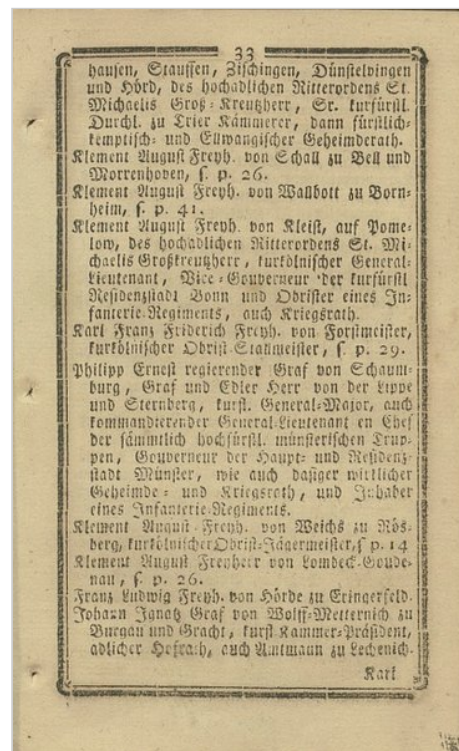 33
hausen, Stauffen, Zischingen, Dünstelvingen
und Hörd, des hochadlichen Ritterordens St.
Michaelis Groß-Kreutzherr, Sr. kurfürstl.
Durchl. zu Trier Kämmerer, dann fürstlich-
kemptisch- und Ellwangischer Geheimderath.
Klement August Freyh. von Schall zu Bell und
Morrenhoven, s. p. 26.
Klement August Freyh. von Wallbott zu Born-
heim, s. p. 41.
Klement August Freyh. von Kleist, auf Pome-
low, des hochadlichen Ritterordens St. Mi-
chaelis Großkreutzherr, kurkölnischer General-
Lieutenant, Vice-Gouverneur der kurfürstl
Residenzstadt Bonn und Obrister eines In-
fanterie-Regiments, auch Kriegsrath.
Karl Franz Friderich Freyh. von Forstmeister,
kurkölnischer Obrist-Stallmeister, s. p. 29.
Philipp Ernest regierender Graf von Schaum-
burg, Graf und Edler Herr von der Lippe
und Sternberg, kurfl. General-Major, auch
kommandierender General-Lieutenant en Chef
der sämmtlich hochfürstl. münsterischen Trup-
pen, Gouverneur der Haupt- und Residenz-
stadt Münster, wie auch dasiger wirklicher
Geheimde- und Kriegsrath, und Inhaber
eines Infanterie-Regiments.
Klement August Freyh. von Weichs zu Rös-
berg, kurkölnischer Obrist-Jägermeister, s p. 14
Klement August Freyherr von Lombeck-Goude-
nau, s. p. 26.
Franz Ludwig Freyh. von Hörde zu Eringerfeld.
Johann Ignatz Graf von Wolff-Metternich zu
Burgau und Gracht, kurfl Kammer-Präsident,
adlicher Hofrath, auch Amtmann zu Lechenich.
Karl